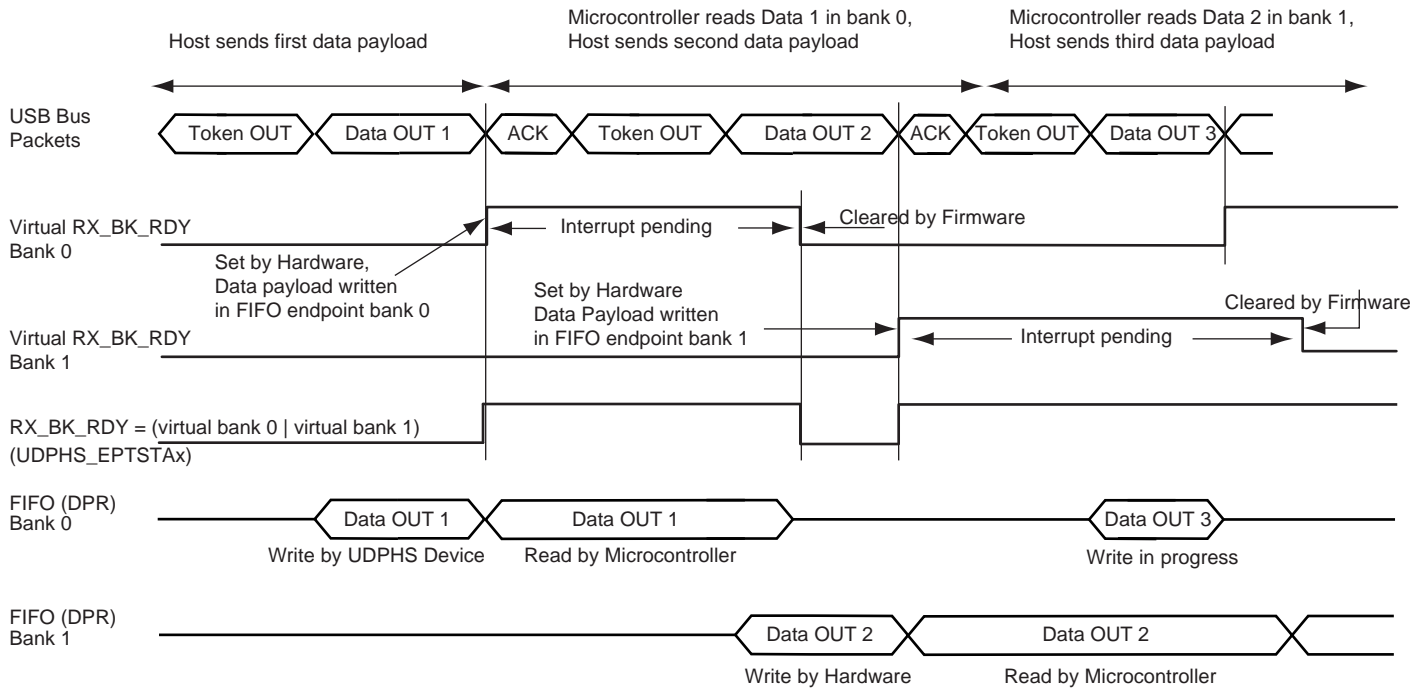 Host sends first data payload
Microcontroller reads Data 1 in bank 0,
Host sends second data payload
Microcontroller reads Data 2 in bank 1,
Host sends third data payload
USB Bus
Packets
Token OUT
Data OUT 1
ACK
Token OUT
Data OUT 2
ACK
Token OUT
Data OUT 3
Virtual RX_BK_RDY
Bank 0
Interrupt pending
Cleared by Firmware
Set by Hardware,
Data payload written
in FIFO endpoint bank 0
Set by Hardware
Data Payload written
in FIFO endpoint bank 1
Cleared by Firmware
Virtual RX_BK_RDY
Bank 1
Interrupt pending
RX_BK_RDY = (virtual bank 0 | virtual bank 1)
(UDPHS_EPTSTAx)
FIFO (DPR)
Bank 0
Data OUT 1
Data OUT 1
Data OUT 3
Write by UDPHS Device
Read by Microcontroller
Write in progress
FIFO (DPR)
Bank 1
Data OUT 2
Data OUT 2
Write by Hardware
Read by Microcontroller